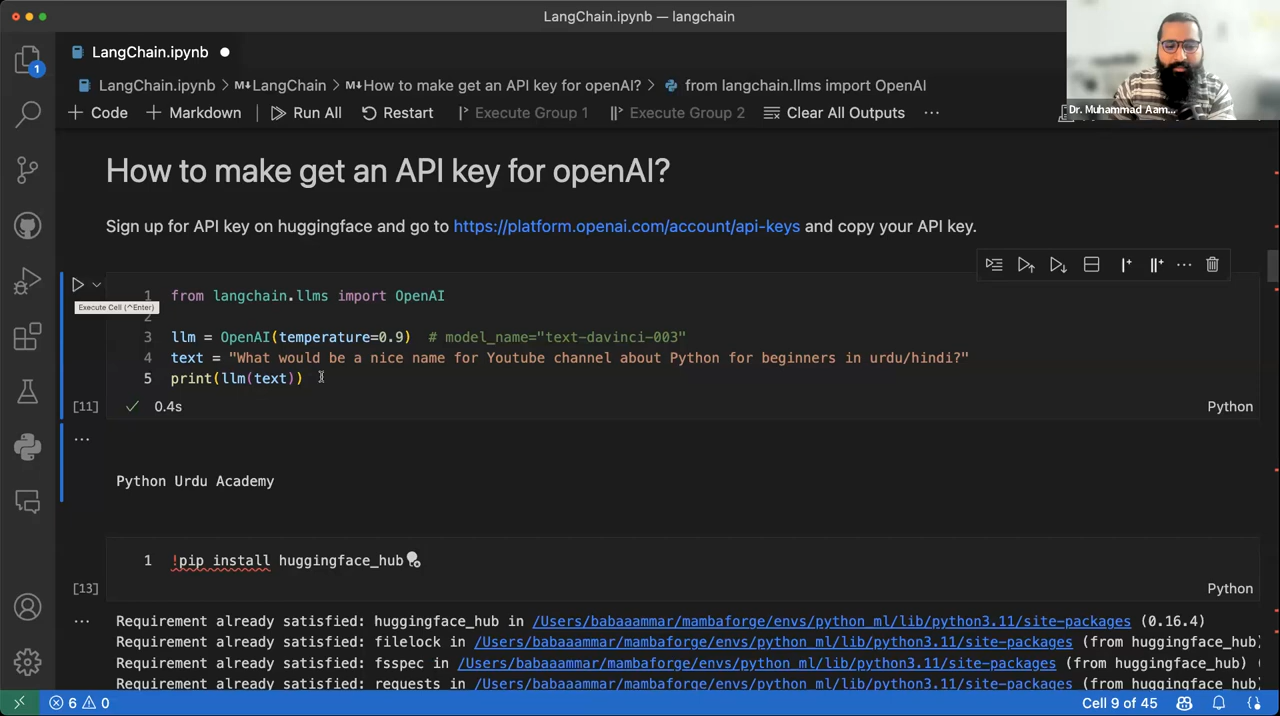 LangChain.ipynb — langchain
LangChain.ipynb
LangChain.ipynb > M↓LangChain > M↓How to make get an API key for openAI? > from langchain.llms import OpenAI
+ Code + Markdown Run All Restart Execute Group 1 Execute Group 2 Clear All Outputs ...
Dr. Muhammad Aam...
1
How to make get an API key for openAI?
Sign up for API key on huggingface and go to https://platform.openai.com/account/api-keys and copy your API key.
1 from langchain.llms import OpenAI
Execute Cell (^Enter)
2
3 llm = OpenAI(temperature=0.9) # model_name="text-davinci-003"
4 text = "What would be a nice name for Youtube channel about Python for beginners in urdu/hindi?"
5 print(llm(text))
[11] 0.4s Python
...
Python Urdu Academy
1 !pip install huggingface_hub
[13] Python
... Requirement already satisfied: huggingface_hub in /Users/babaaammar/mambaforge/envs/python_ml/lib/python3.11/site-packages (0.16.4)
Requirement already satisfied: filelock in /Users/babaaammar/mambaforge/envs/python_ml/lib/python3.11/site-packages (from huggingface_hub)
Requirement already satisfied: fsspec in /Users/babaaammar/mambaforge/envs/python_ml/lib/python3.11/site-packages (from huggingface_hub) (
Requirement already satisfied: requests in /Users/babaaammar/mambaforge/envs/python_ml/lib/python3.11/site-packages (from huggingface_hub)
6 0 Cell 9 of 45